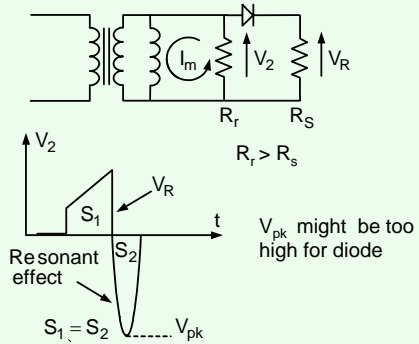 I_m
V_2
V_R
R_r
R_S
R_r > R_s
V_2
V_R
S_1
t
S_2
Resonant
effect
V_pk might be too
high for diode
S_1 = S_2
V_pk